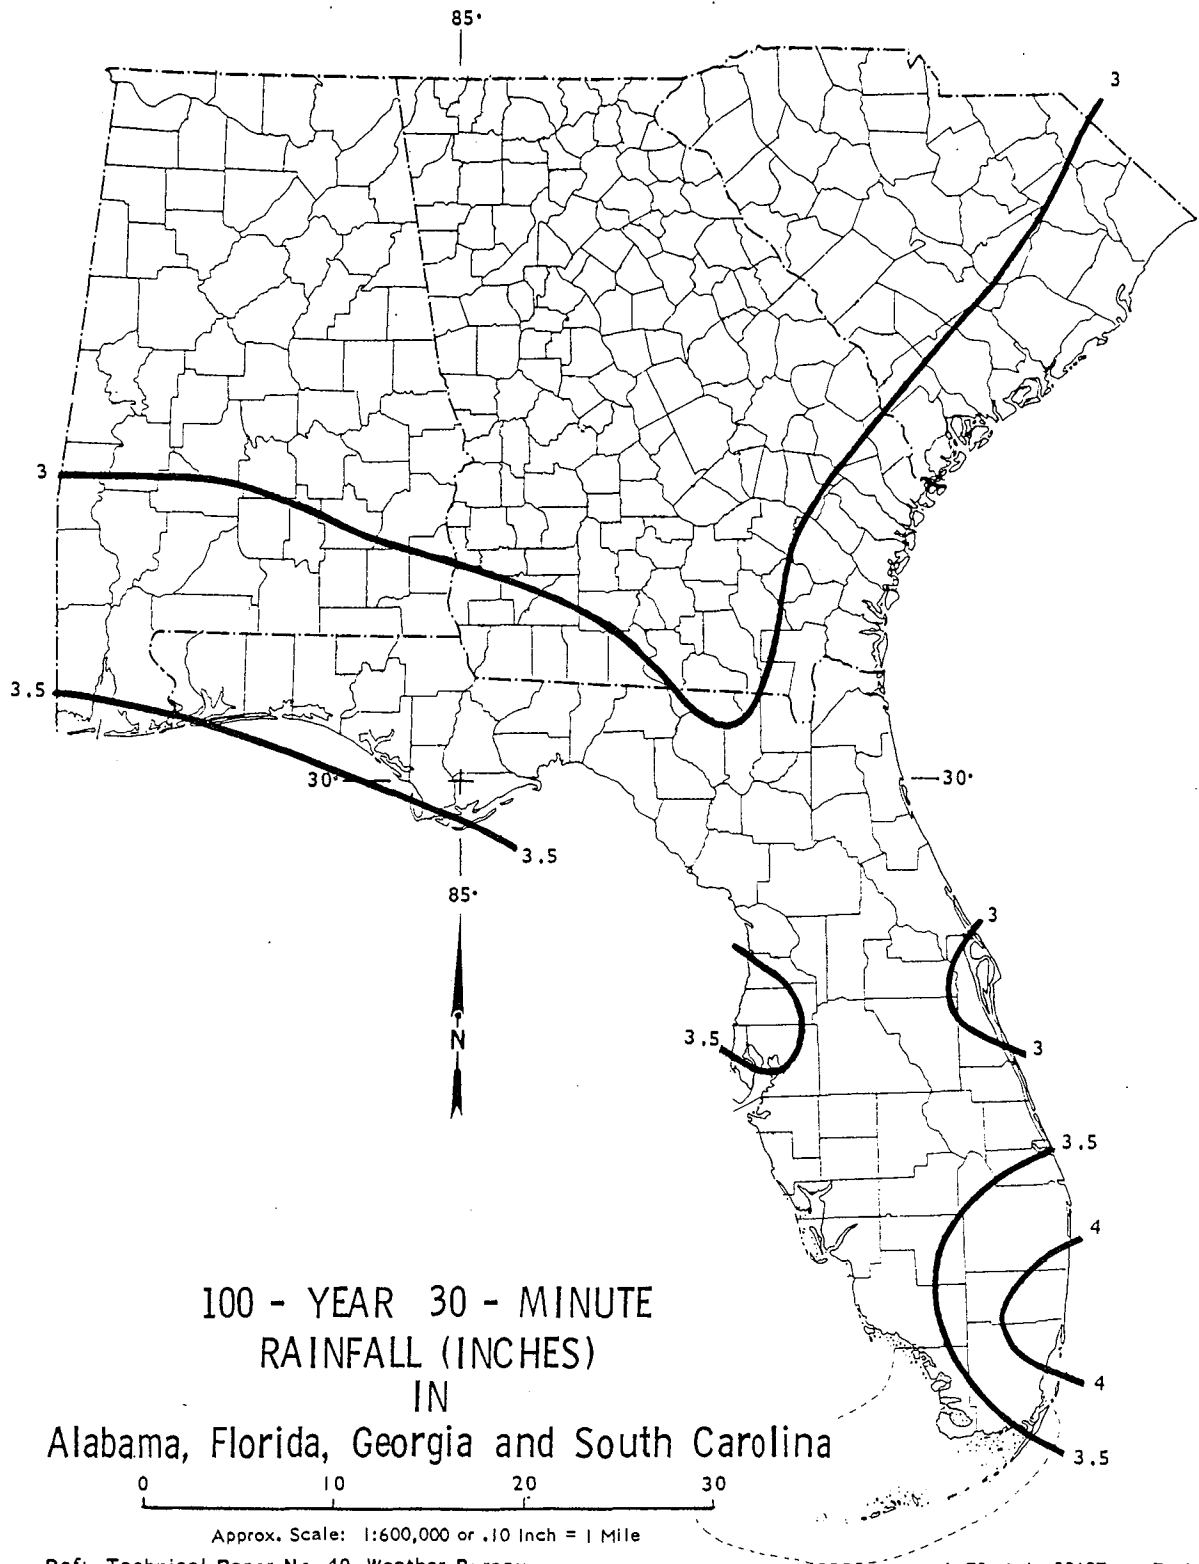 85°
3
3
3.5
30°
30°
3.5
85°
3
N
3.5
3
3.5
4
100 - YEAR 30 - MINUTE
RAINFALL (INCHES)
IN
4
Alabama, Florida, Georgia and South Carolina
3.5
0 10 20 30
Approx. Scale: 1:600,000 or .10 Inch = 1 Mile